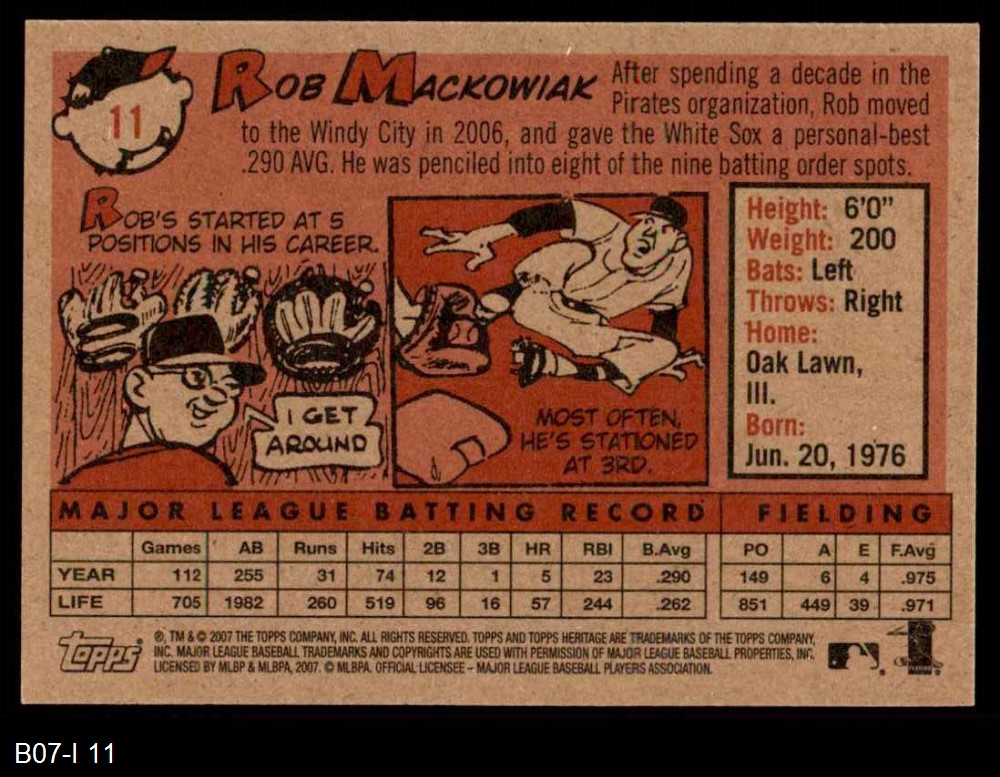 11
ROB MACKOWIAK
After spending a decade in the
Pirates organization, Rob moved
to the Windy City in 2006, and gave the White Sox a personal-best
.290 AVG. He was penciled into eight of the nine batting order spots.
ROB'S STARTED AT 5
POSITIONS IN HIS CAREER.
I GET
AROUND
MOST OFTEN,
HE'S STATIONED
AT 3RD.
Height: 6'0"
Weight: 200
Bats: Left
Throws: Right
Home:
Oak Lawn,
Ill.
Born:
Jun. 20, 1976
MAJOR LEAGUE BATTING RECORD FIELDING
Games AB Runs Hits 2B 3B HR RBI B.Avg PO A E F.Avg
YEAR 112 255 31 74 12 1 5 23 .290 149 6 4 .975
LIFE 705 1982 260 519 96 16 57 244 .262 851 449 39 .971
Topps
®, TM & © 2007 THE TOPPS COMPANY, INC. ALL RIGHTS RESERVED. TOPPS AND TOPPS HERITAGE ARE TRADEMARKS OF THE TOPPS COMPANY,
INC. MAJOR LEAGUE BASEBALL TRADEMARKS AND COPYRIGHTS ARE USED WITH PERMISSION OF MAJOR LEAGUE BASEBALL PROPERTIES, INC.
LICENSED BY MLBP & MLBPA, 2007. © MLBPA. OFFICIAL LICENSEE – MAJOR LEAGUE BASEBALL PLAYERS ASSOCIATION.
B07-I 11